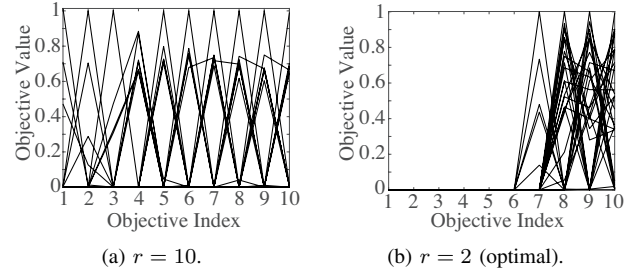 Objective Value
1
0.8
0.6
0.4
0.2
0
1 2 3 4 5 6 7 8 9 10
Objective Index
(a) r = 10.
Objective Value
1
0.8
0.6
0.4
0.2
0
1 2 3 4 5 6 7 8 9 10
Objective Index
(b) r = 2 (optimal).